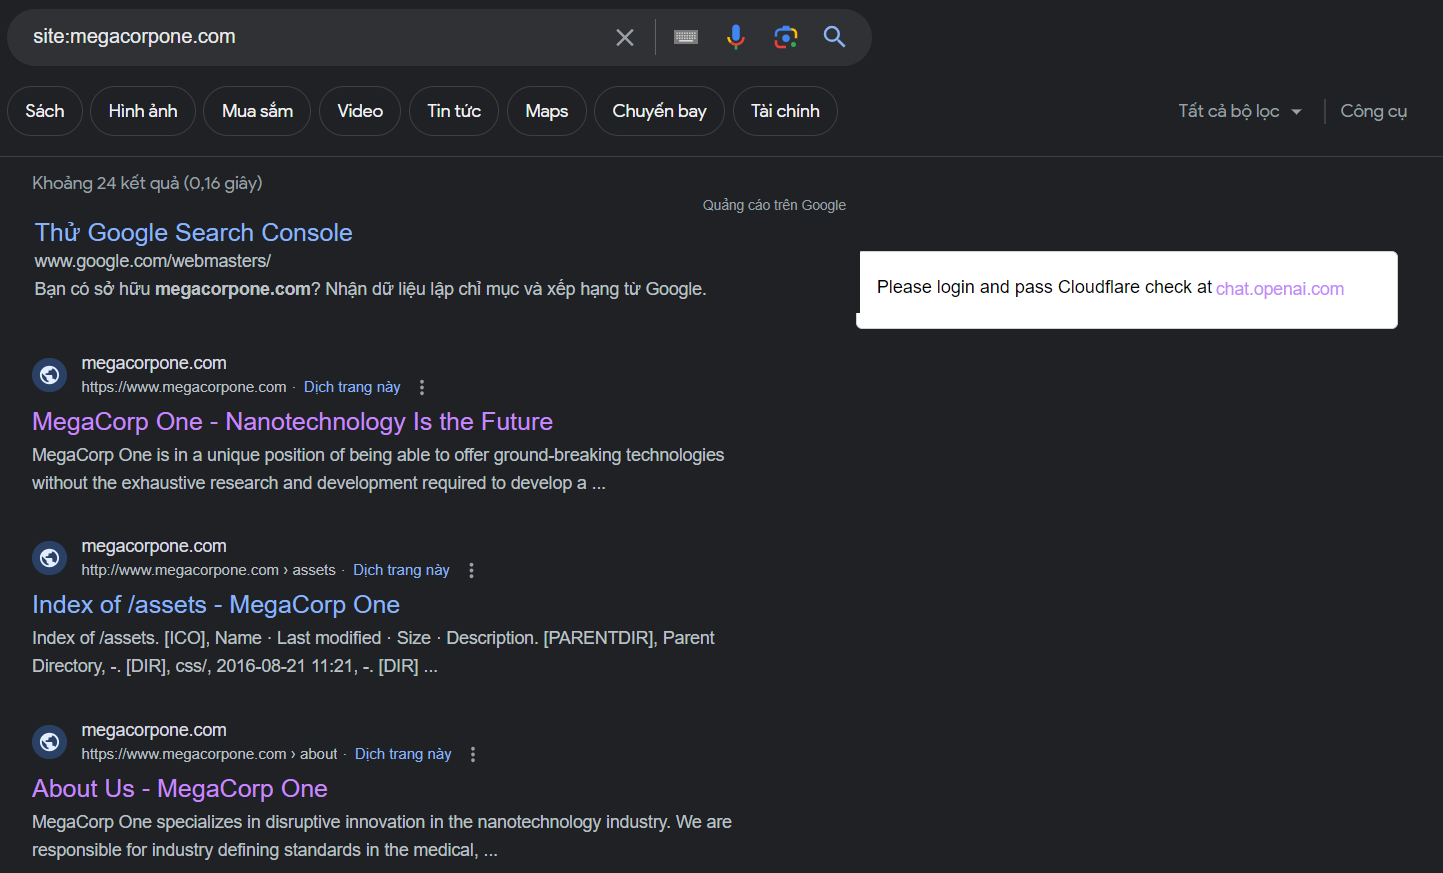 site:megacorpone.com
Sách
Hình ảnh
Mua sắm
Video
Tin tức
Maps
Chuyến bay
Tài chính
Tất cả bộ lọc
Công cụ
Khoảng 24 kết quả (0,16 giây)
Quảng cáo trên Google
Thử Google Search Console
www.google.com/webmasters/
Bạn có sở hữu megacorpone.com? Nhận dữ liệu lập chỉ mục và xếp hạng từ Google.
Please login and pass Cloudflare check at chat.openai.com
megacorpone.com
https://www.megacorpone.com · Dịch trang này
MegaCorp One - Nanotechnology Is the Future
MegaCorp One is in a unique position of being able to offer ground-breaking technologies
without the exhaustive research and development required to develop a ...
megacorpone.com
http://www.megacorpone.com › assets · Dịch trang này
Index of /assets - MegaCorp One
Index of /assets. [ICO], Name · Last modified · Size · Description. [PARENTDIR], Parent
Directory, -. [DIR], css/, 2016-08-21 11:21, -. [DIR] ...
megacorpone.com
https://www.megacorpone.com › about · Dịch trang này
About Us - MegaCorp One
MegaCorp One specializes in disruptive innovation in the nanotechnology industry. We are
responsible for industry defining standards in the medical, ...